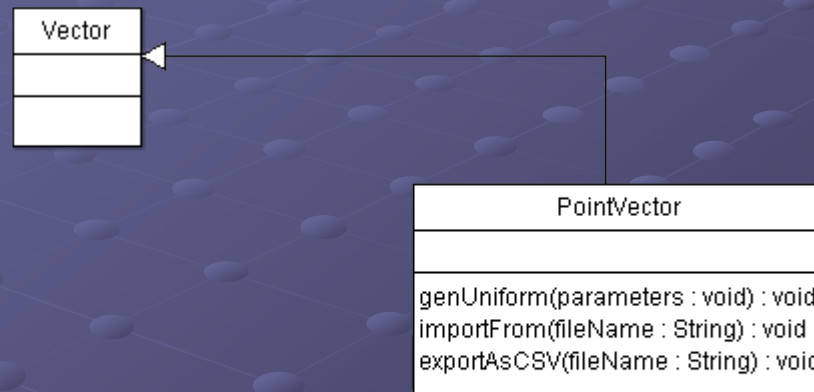 Vector
PointVector
genUniform(parameters : void) : void
importFrom(fileName : String) : void
exportAsCSV(fileName : String) : void